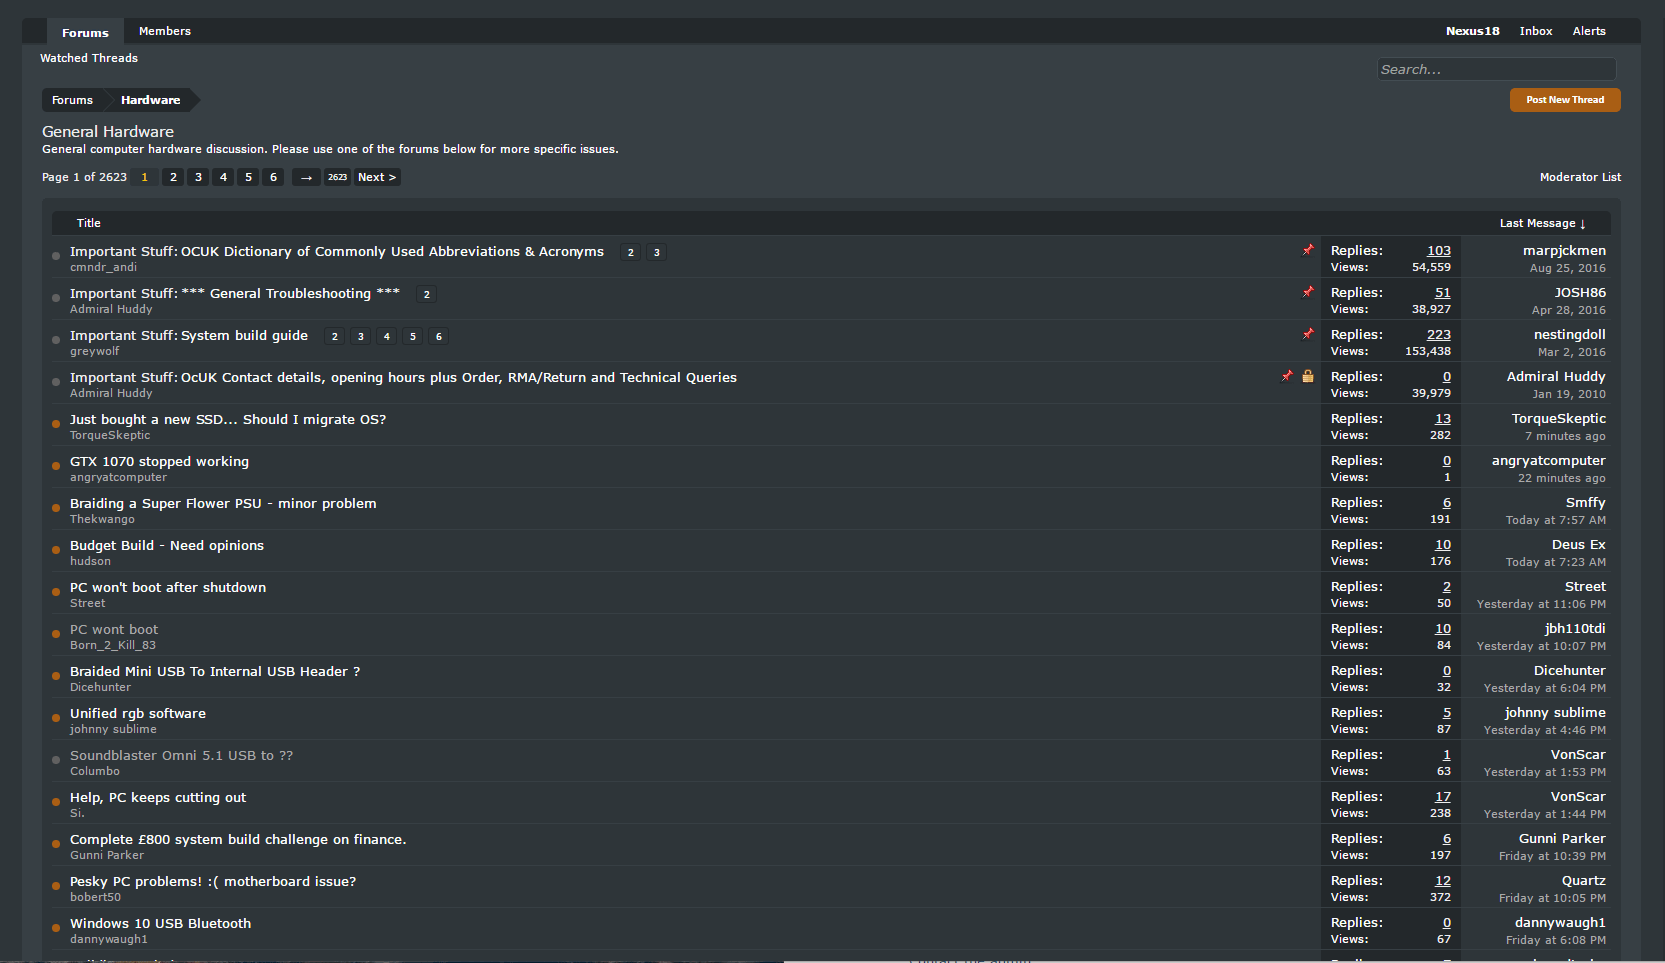 Forums Members Nexus18 Inbox Alerts
Watched Threads
Search...
Forums Hardware Post New Thread
General Hardware
General computer hardware discussion. Please use one of the forums below for more specific issues.
Page 1 of 2623 1 2 3 4 5 6 → 2623 Next > Moderator List
Title Last Message ↓
Important Stuff: OCUK Dictionary of Commonly Used Abbreviations & Acronyms 2 3 Replies: 103 marpjckmen
cmndr_andi Views: 54,559 Aug 25, 2016
Important Stuff: *** General Troubleshooting *** 2 Replies: 51 JOSH86
Admiral Huddy Views: 38,927 Apr 28, 2016
Important Stuff: System build guide 2 3 4 5 6 Replies: 223 nestingdoll
greywolf Views: 153,438 Mar 2, 2016
Important Stuff: OcUK Contact details, opening hours plus Order, RMA/Return and Technical Queries Replies: 0 Admiral Huddy
Admiral Huddy Views: 39,979 Jan 19, 2010
Just bought a new SSD... Should I migrate OS? Replies: 13 TorqueSkeptic
TorqueSkeptic Views: 282 7 minutes ago
GTX 1070 stopped working Replies: 0 angryatcomputer
angryatcomputer Views: 1 22 minutes ago
Braiding a Super Flower PSU - minor problem Replies: 6 Smffy
Thekwango Views: 191 Today at 7:57 AM
Budget Build - Need opinions Replies: 10 Deus Ex
hudson Views: 176 Today at 7:23 AM
PC won't boot after shutdown Replies: 2 Street
Street Views: 50 Yesterday at 11:06 PM
PC wont boot Replies: 10 jbh110tdi
Born_2_Kill_83 Views: 84 Yesterday at 10:07 PM
Braided Mini USB To Internal USB Header ? Replies: 0 Dicehunter
Dicehunter Views: 32 Yesterday at 6:04 PM
Unified rgb software Replies: 5 johnny sublime
johnny sublime Views: 87 Yesterday at 4:46 PM
Soundblaster Omni 5.1 USB to ?? Replies: 1 VonScar
Columbo Views: 63 Yesterday at 1:53 PM
Help, PC keeps cutting out Replies: 17 VonScar
Si. Views: 238 Yesterday at 1:44 PM
Complete £800 system build challenge on finance. Replies: 6 Gunni Parker
Gunni Parker Views: 197 Friday at 10:39 PM
Pesky PC problems! :( motherboard issue? Replies: 12 Quartz
bobert50 Views: 372 Friday at 10:05 PM
Windows 10 USB Bluetooth Replies: 0 dannywaugh1
dannywaugh1 Views: 67 Friday at 6:08 PM